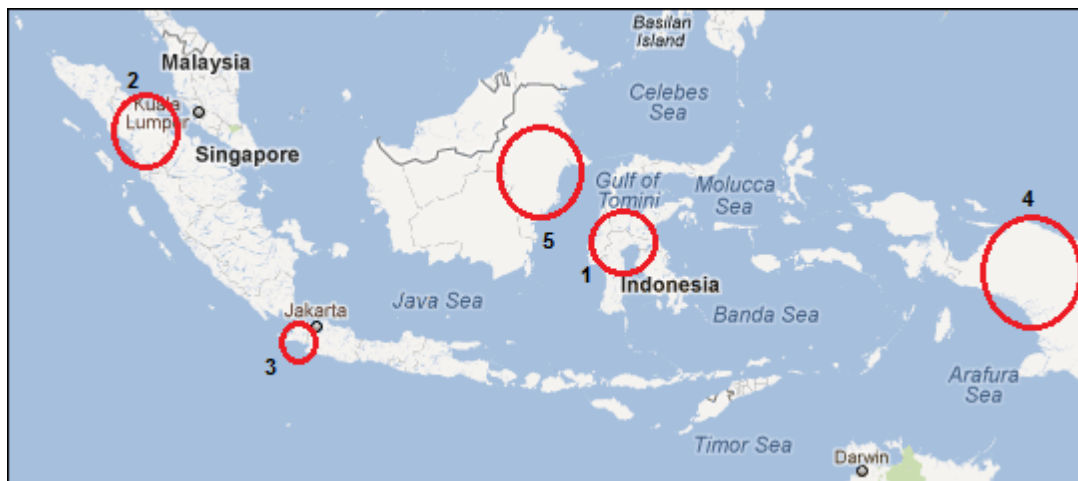 Basilan
Island
Malaysia
2
Kuala
Lumpur
Celebes
Sea
Singapore
Gulf of
Tomini
Molucca
Sea
4
5
1
Indonesia
Java Sea
Jakarta
Banda Sea
3
Arafura
Sea
Timor Sea
Darwin